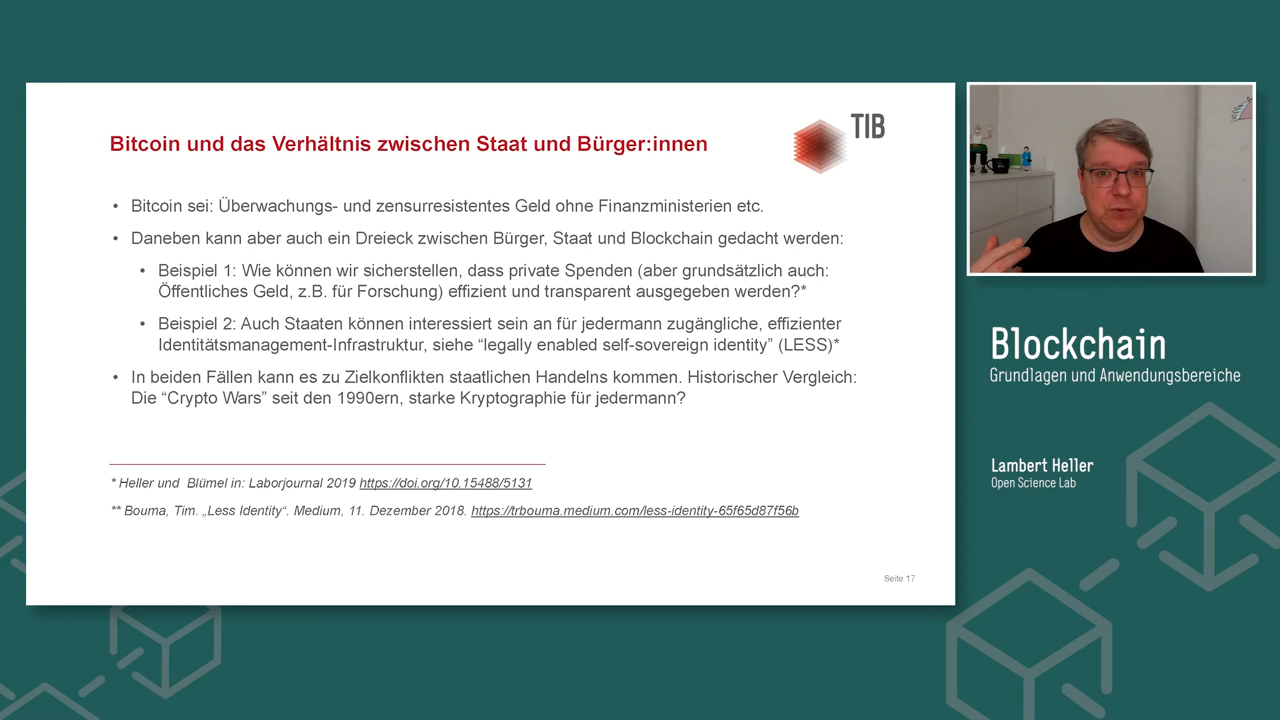 Bitcoin und das Verhältnis zwischen Staat und Bürger:innen
TIB
• Bitcoin sei: Überwachungs- und zensurresistentes Geld ohne Finanzministerien etc.
• Daneben kann aber auch ein Dreieck zwischen Bürger, Staat und Blockchain gedacht werden:
• Beispiel 1: Wie können wir sicherstellen, dass private Spenden (aber grundsätzlich auch:
Öffentliches Geld, z.B. für Forschung) effizient und transparent ausgegeben werden?*
• Beispiel 2: Auch Staaten können interessiert sein an für jedermann zugängliche, effizienter
Identitätsmanagement-Infrastruktur, siehe “legally enabled self-sovereign identity” (LESS)*
• In beiden Fällen kann es zu Zielkonflikten staatlichen Handelns kommen. Historischer Vergleich:
Die “Crypto Wars” seit den 1990ern, starke Kryptographie für jedermann?
* Heller und Blümel in: Laborjournal 2019 https://doi.org/10.15488/5131
** Bouma, Tim. „Less Identity“. Medium, 11. Dezember 2018. https://trbouma.medium.com/less-identity-65f65d87f56b
Seite 17
Blockchain
Grundlagen und Anwendungsbereiche
Lambert Heller
Open Science Lab